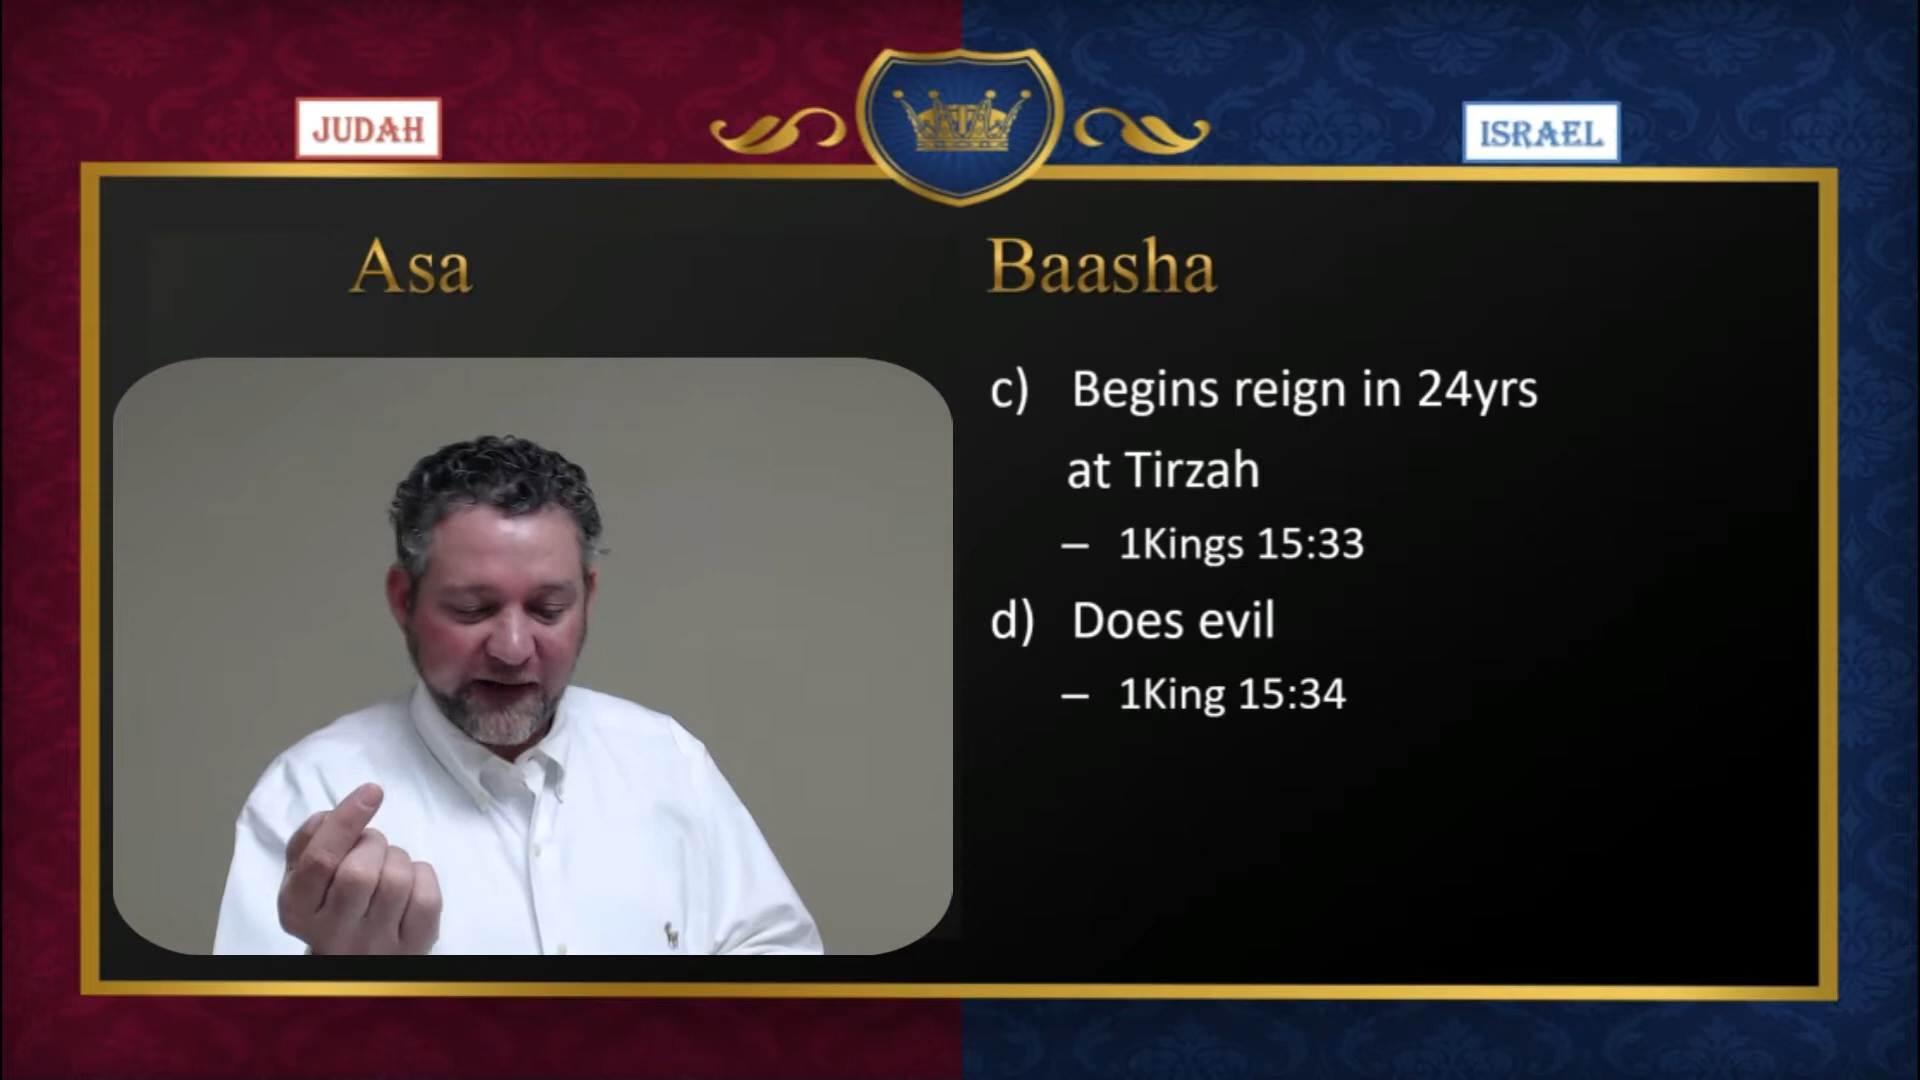 JUDAH
ISRAEL
Asa
Baasha
c) Begins reign in 24yrs
at Tirzah
– 1Kings 15:33
d) Does evil
– 1King 15:34